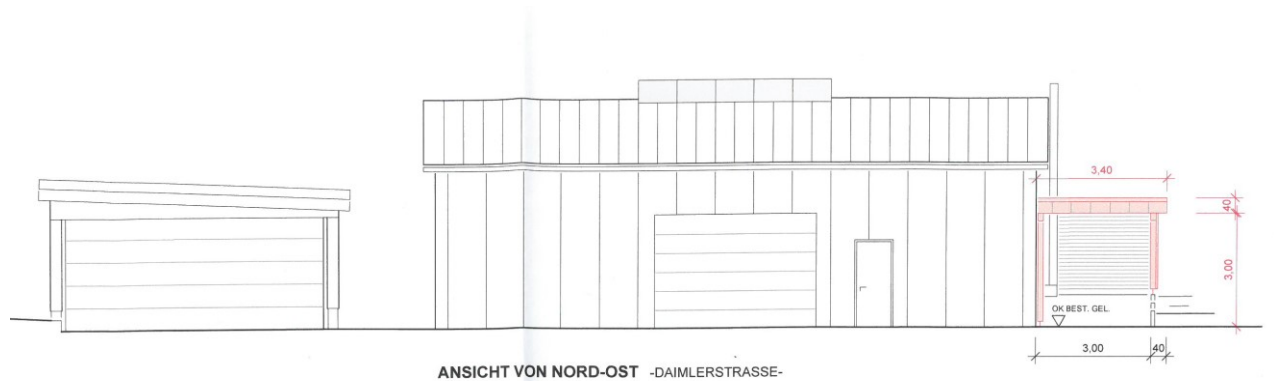 3,40
40
3,00
OK BEST. GEL.
3,00
40
ANSICHT VON NORD-OST -DAIMLERSTRASSE-